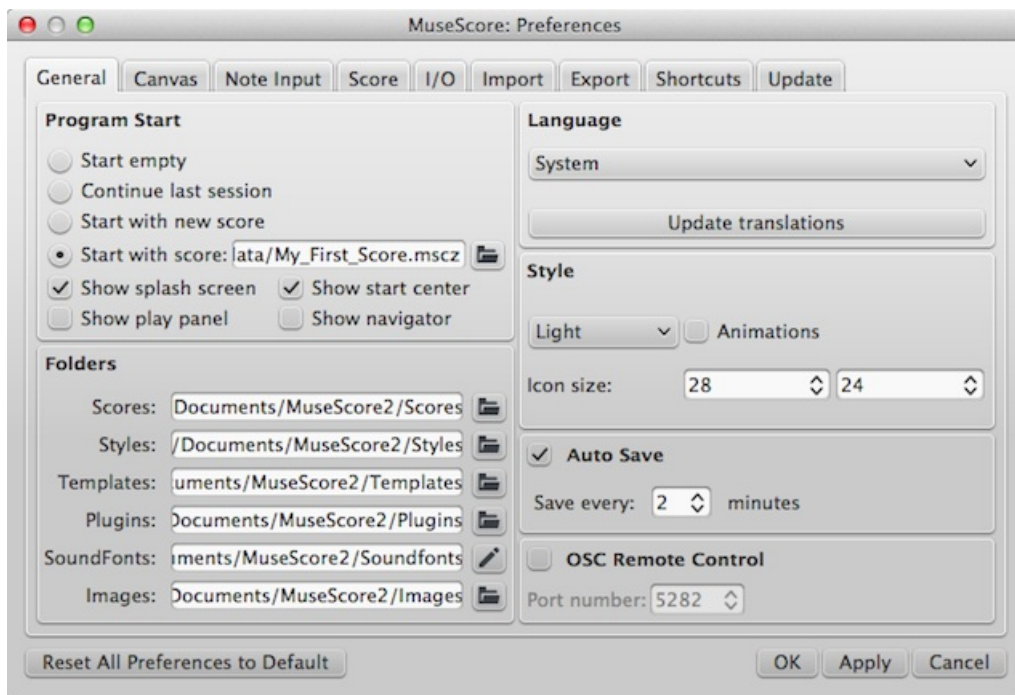 MuseScore: Preferences
General Canvas Note Input Score I/O Import Export Shortcuts Update
Program Start
Start empty
Continue last session
Start with new score
Start with score: lata/My_First_Score.mscz
Show splash screen Show start center
Show play panel Show navigator
Folders
Scores: Documents/MuseScore2/Scores
Styles: /Documents/MuseScore2/Styles
Templates: uments/MuseScore2/Templates
Plugins: Documents/MuseScore2/Plugins
SoundFonts: uments/MuseScore2/Soundfonts
Images: Documents/MuseScore2/Images
Language
System
Update translations
Style
Light Animations
Icon size: 28 24
Auto Save
Save every: 2 minutes
OSC Remote Control
Port number: 5282
Reset All Preferences to Default OK Apply Cancel